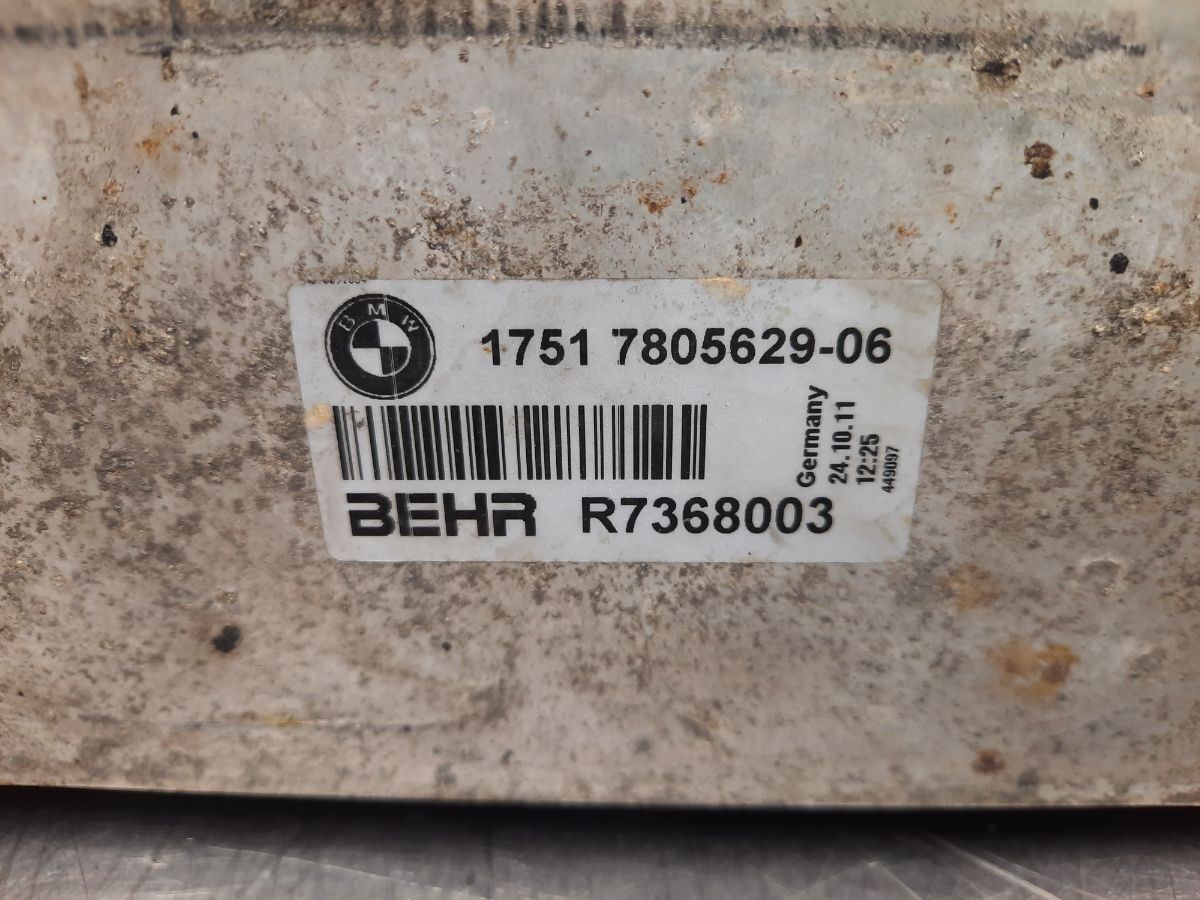 BMW
1751 7805629-06
Germany
24.10.11
12:25
449097
BEHR R7368003